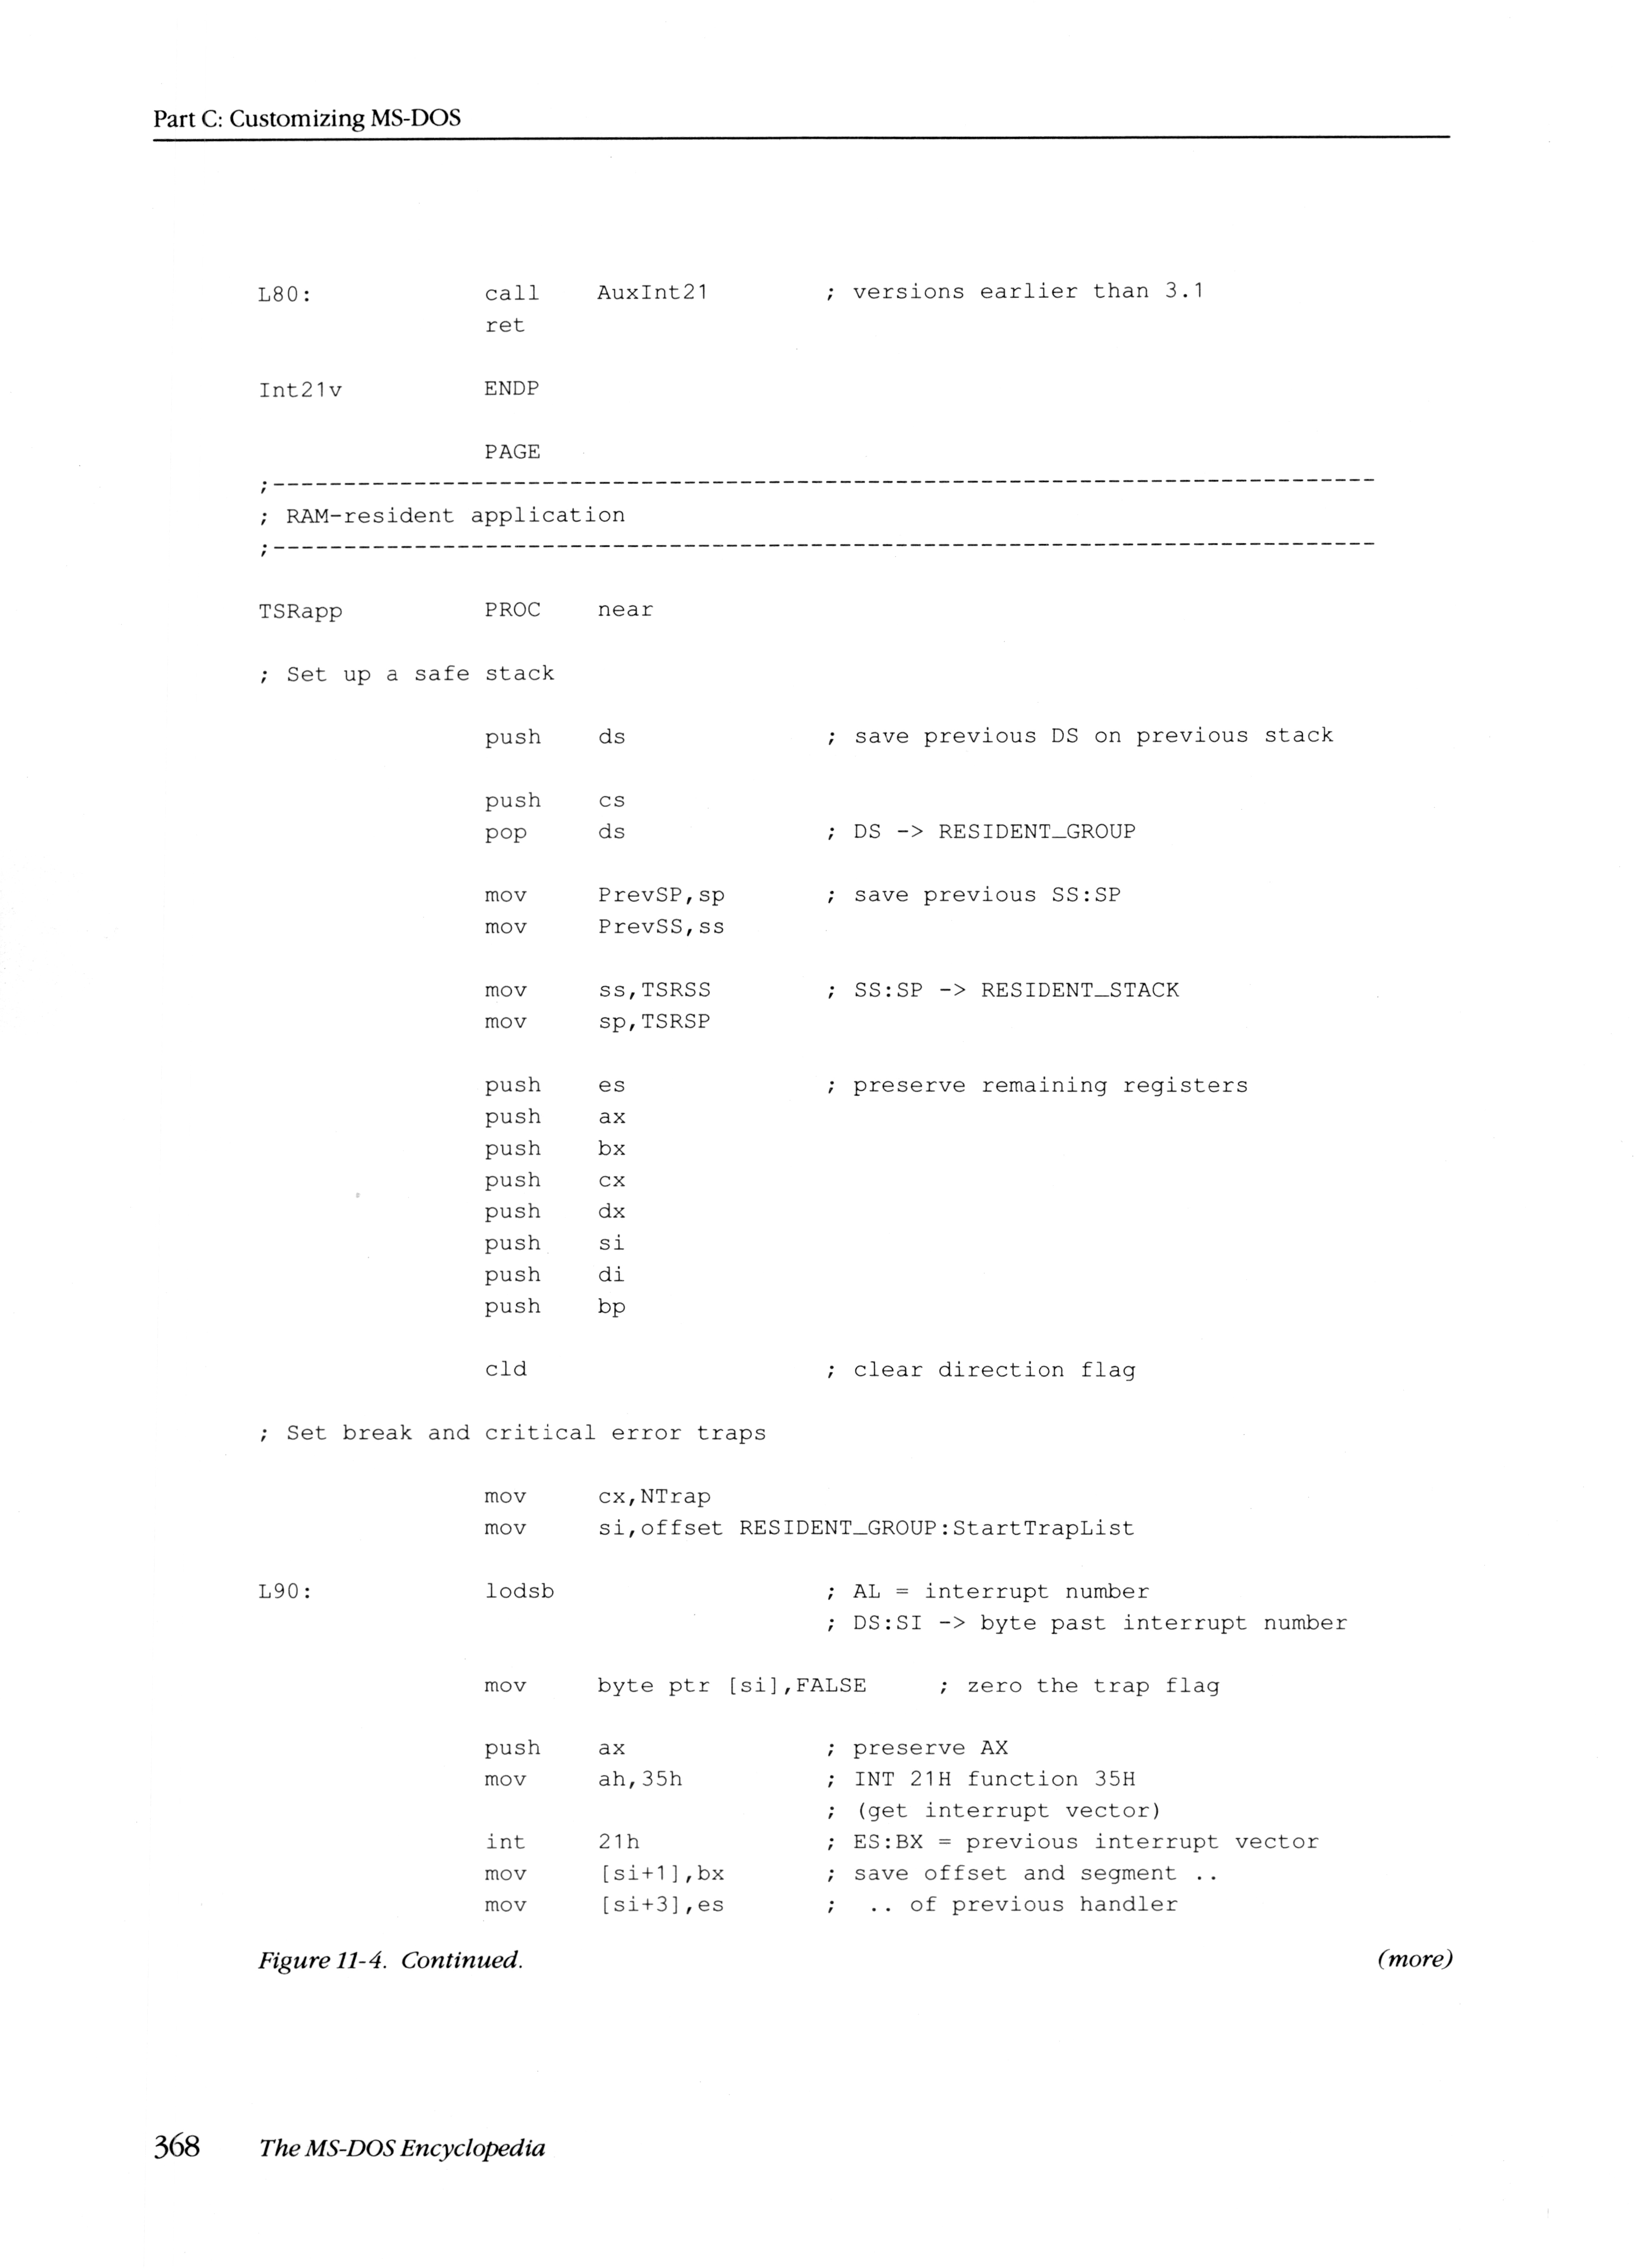 Part C: Customizing MS-DOS
L80: call AuxInt21 ; versions earlier than 3.1
ret
Int21v ENDP
PAGE
;------------------------------------------------------------------------------
; RAM-resident application
;------------------------------------------------------------------------------
TSRapp PROC near
; Set up a safe stack
push ds ; save previous DS on previous stack
push cs
pop ds ; DS -> RESIDENT_GROUP
mov PrevSP,sp ; save previous SS:SP
mov PrevSS,ss
mov ss,TSRSS ; SS:SP -> RESIDENT_STACK
mov sp,TSRSP
push es ; preserve remaining registers
push ax
push bx
push cx
push dx
push si
push di
push bp
cld ; clear direction flag
; Set break and critical error traps
mov cx,NTrap
mov si,offset RESIDENT_GROUP:StartTrapList
L90: lodsb ; AL = interrupt number
; DS:SI -> byte past interrupt number
mov byte ptr [si],FALSE ; zero the trap flag
push ax ; preserve AX
mov ah,35h ; INT 21H function 35H
; (get interrupt vector)
int 21h ; ES:BX = previous interrupt vector
mov [si+1],bx ; save offset and segment ..
mov [si+3],es ; .. of previous handler
Figure 11-4. Continued. (more)
368 The MS-DOS Encyclopedia